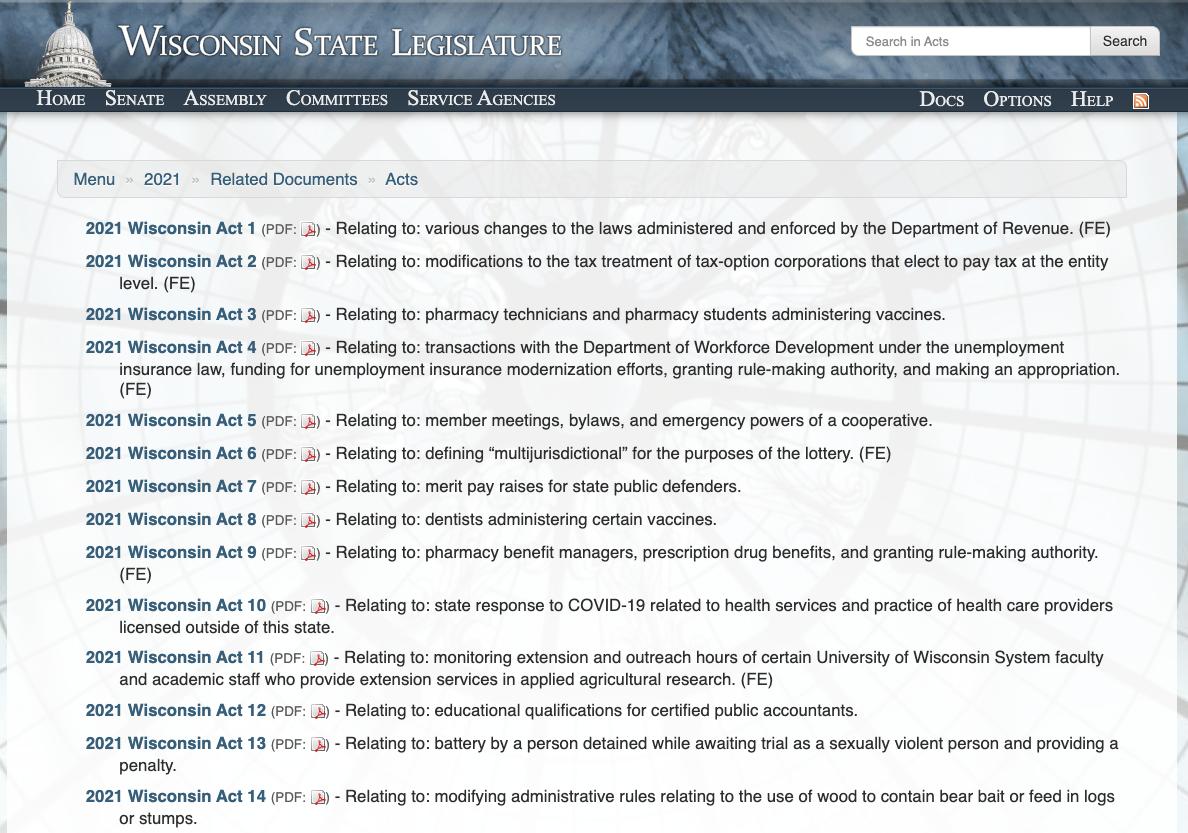 Wisconsin State Legislature
Search in Acts
Search
Home Senate Assembly Committees Service Agencies
Docs Options Help
Menu » 2021 » Related Documents » Acts
2021 Wisconsin Act 1 (PDF: ) - Relating to: various changes to the laws administered and enforced by the Department of Revenue. (FE)
2021 Wisconsin Act 2 (PDF: ) - Relating to: modifications to the tax treatment of tax-option corporations that elect to pay tax at the entity
level. (FE)
2021 Wisconsin Act 3 (PDF: ) - Relating to: pharmacy technicians and pharmacy students administering vaccines.
2021 Wisconsin Act 4 (PDF: ) - Relating to: transactions with the Department of Workforce Development under the unemployment
insurance law, funding for unemployment insurance modernization efforts, granting rule-making authority, and making an appropriation.
(FE)
2021 Wisconsin Act 5 (PDF: ) - Relating to: member meetings, bylaws, and emergency powers of a cooperative.
2021 Wisconsin Act 6 (PDF: ) - Relating to: defining “multijurisdictional” for the purposes of the lottery. (FE)
2021 Wisconsin Act 7 (PDF: ) - Relating to: merit pay raises for state public defenders.
2021 Wisconsin Act 8 (PDF: ) - Relating to: dentists administering certain vaccines.
2021 Wisconsin Act 9 (PDF: ) - Relating to: pharmacy benefit managers, prescription drug benefits, and granting rule-making authority.
(FE)
2021 Wisconsin Act 10 (PDF: ) - Relating to: state response to COVID-19 related to health services and practice of health care providers
licensed outside of this state.
2021 Wisconsin Act 11 (PDF: ) - Relating to: monitoring extension and outreach hours of certain University of Wisconsin System faculty
and academic staff who provide extension services in applied agricultural research. (FE)
2021 Wisconsin Act 12 (PDF: ) - Relating to: educational qualifications for certified public accountants.
2021 Wisconsin Act 13 (PDF: ) - Relating to: battery by a person detained while awaiting trial as a sexually violent person and providing a
penalty.
2021 Wisconsin Act 14 (PDF: ) - Relating to: modifying administrative rules relating to the use of wood to contain bear bait or feed in logs
or stumps.